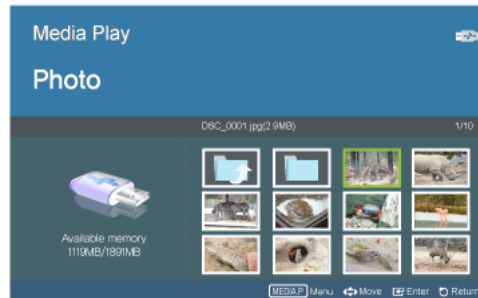 Media Play
Photo
DSC_0001.jpg(2.9MB) 1/10
Available memory
1119MB/1891MB
MEDIA.P Menu Move Enter Return